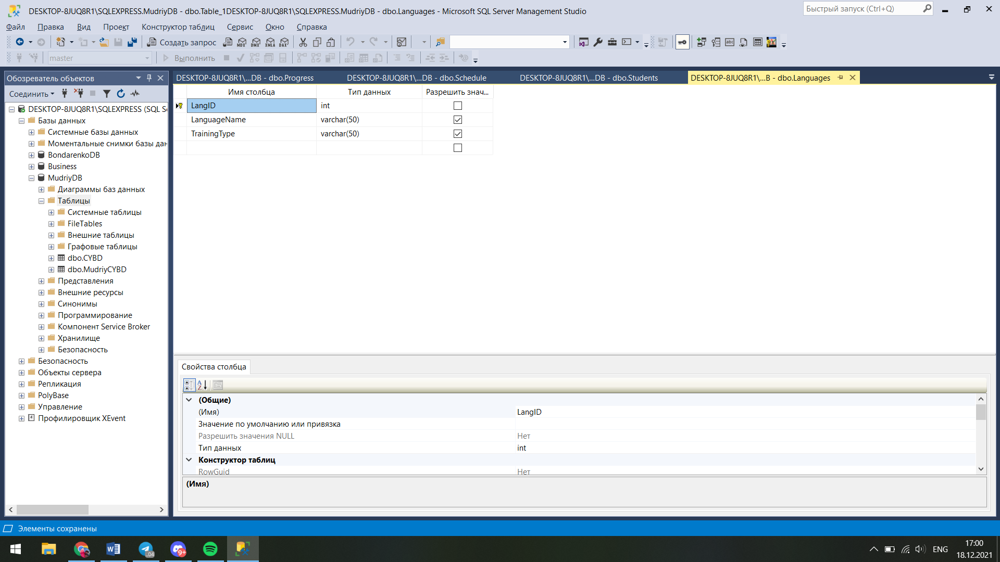 DESKTOP-8JUQ8R1\SQLEXPRESS.MudriyDB - dbo.Table_1DESKTOP-8JUQ8R1\SQLEXPRESS.MudriyDB - dbo.Languages - Microsoft SQL Server Management Studio
Быстрый запуск (Ctrl+Q)
Файл Правка Вид Проект Конструктор таблиц Сервис Окно Справка
Создать запрос
MDX DMX XMLA DAX
master
Выполнить
Обозреватель объектов
Соединить
DESKTOP-8JUQ8R1\SQLEXPRESS (SQL S
Базы данных
Системные базы данных
Моментальные снимки базы дан
BondarenkoDB
Business
MudriyDB
Диаграммы баз данных
Таблицы
Системные таблицы
FileTables
Внешние таблицы
Графовые таблицы
dbo.CYBD
dbo.MudriyCYBD
Представления
Внешние ресурсы
Синонимы
Программирование
Компонент Service Broker
Хранилище
Безопасность
Безопасность
Объекты сервера
Репликация
PolyBase
Управление
Профилировщик XEvent
DESKTOP-8JUQ8R1\...DB - dbo.Progress
DESKTOP-8JUQ8R1\...DB - dbo.Schedule
DESKTOP-8JUQ8R1\...DB - dbo.Students
DESKTOP-8JUQ8R1\...B - dbo.Languages
Имя столбца Тип данных Разрешить знач...
LangID int
LanguageName varchar(50)
TrainingType varchar(50)
Свойства столбца
(Общие)
(Имя) LangID
Значение по умолчанию или привязка
Разрешить значения NULL Нет
Тип данных int
Конструктор таблиц
RowGuid Нет
(Имя)
Элементы сохранены
..04
9+
ENG
17:00
18.12.2021